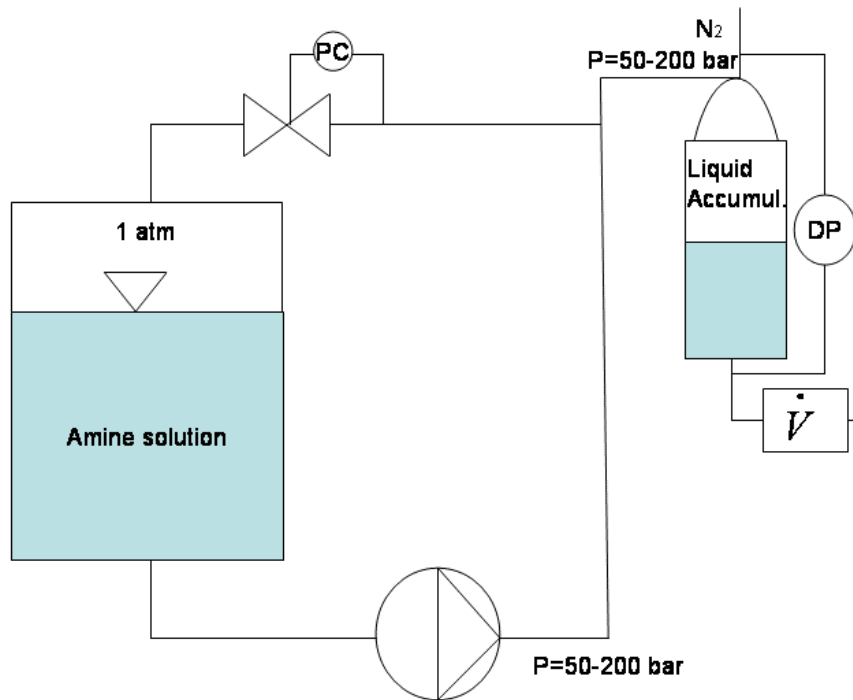 N2
P=50-200 bar
PC
Liquid
Accumul.
1 atm
DP
V̇
Amine solution
P=50-200 bar